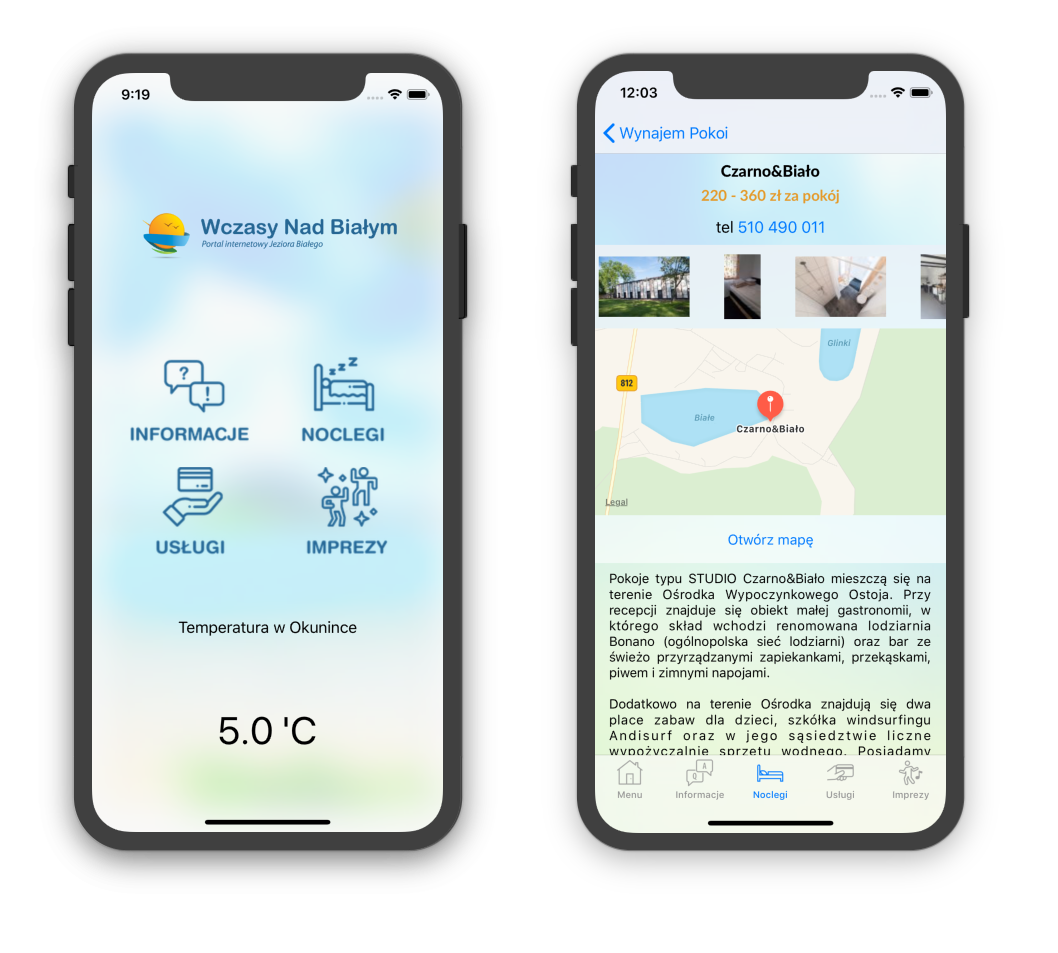 9:19
Wczasy Nad Białym
Portal internetowy Jeziora Białego
?
!
z z Z
INFORMACJE
NOCLEGI
USŁUGI
IMPREZY
Temperatura w Okunince
5.0 'C
12:03
Wynajem Pokoi
Czarno&Biało
220 - 360 zł za pokój
tel 510 490 011
Glinki
812
Białe
Czarno&Biało
Legal
Otwórz mapę
Pokoje typu STUDIO Czarno&Biało mieszczą się na
terenie Ośrodka Wypoczynkowego Ostoja. Przy
recepcji znajduje się obiekt małej gastronomii, w
którego skład wchodzi renomowana lodziarnia
Bonano (ogólnopolska sieć lodziarni) oraz bar ze
świeżo przyrządzanymi zapiekankami, przekąskami,
piwem i zimnymi napojami.
Dodatkowo na terenie Ośrodka znajdują się dwa
place zabaw dla dzieci, szkółka windsurfingu
Andisurf oraz w jego sąsiedztwie liczne
wypożyczalnie sprzętu wodnego. Posiadamy
Q A
Menu
Informacje
Noclegi
Usługi
Imprezy